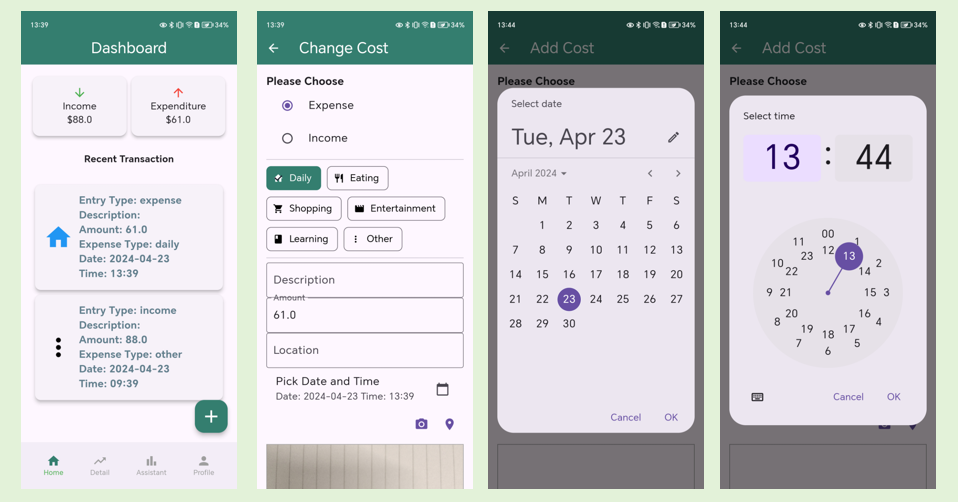 13:39
34%
Dashboard
Income
$88.0
Expenditure
$61.0
Recent Transaction
Entry Type: expense
Description:
Amount: 61.0
Expense Type: daily
Date: 2024-04-23
Time: 13:39
Entry Type: income
Description:
Amount: 88.0
Expense Type: other
Date: 2024-04-23
Time: 09:39
+
Home Detail Assistant Profile
13:39
34%
Change Cost
Please Choose
Expense
Income
Daily Eating
Shopping Entertainment
Learning Other
Description
Amount
61.0
Location
Pick Date and Time
Date: 2024-04-23 Time: 13:39
13:44
34%
Add Cost
Please Choose
Select date
Tue, Apr 23
April 2024
S M T W T F S
1 2 3 4 5 6
7 8 9 10 11 12 13
14 15 16 17 18 19 20
21 22 23 24 25 26 27
28 29 30
Cancel OK
13:44
34%
Add Cost
Please Choose
Select time
13 : 44
00
11 12 1
23 13
10 22 14 2
9 21 15 3
20 16
8 4
19 18 17
7 6 5
Cancel OK